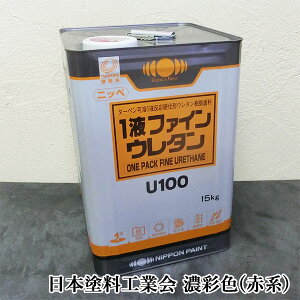 ニッペ
ターペン可溶1液反応硬化形ウレタン樹脂塗料
1液ファイン
ウレタン
ONE PACK FINE URETHANE
U100
15kg
NIPPON PAINT
日本塗料工業会 濃彩色(赤系)